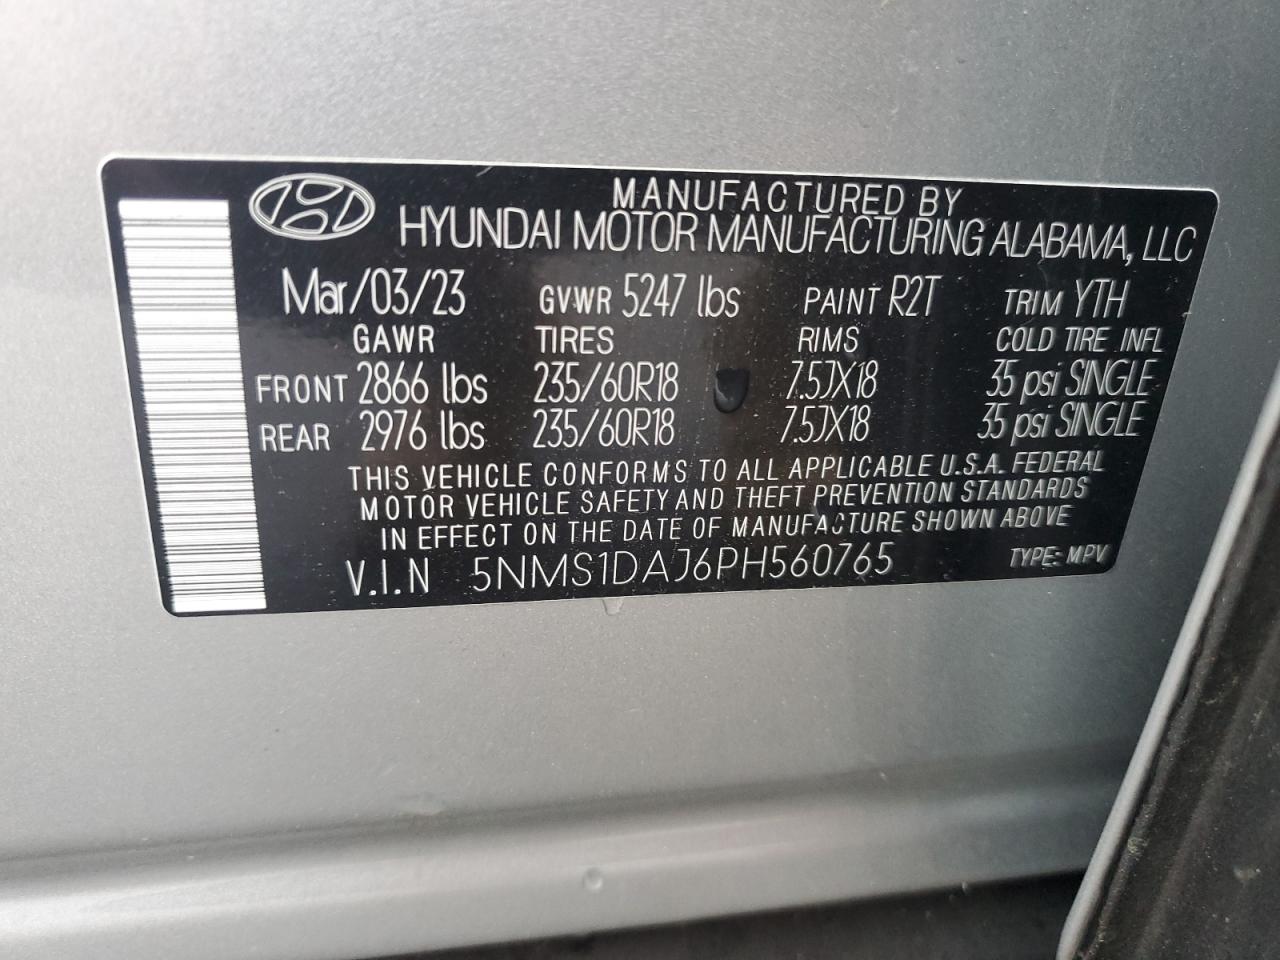 MANUFACTURED BY
HYUNDAI MOTOR MANUFACTURING ALABAMA, LLC
Mar/03/23 GVWR 5247 lbs PAINT R2T TRIM YTH
GAWR TIRES RIMS COLD TIRE INFL
FRONT 2866 lbs 235/60R18 7.5JX18 35 psi SINGLE
REAR 2976 lbs 235/60R18 7.5JX18 35 psi SINGLE
THIS VEHICLE CONFORMS TO ALL APPLICABLE U.S.A. FEDERAL
MOTOR VEHICLE SAFETY AND THEFT PREVENTION STANDARDS
IN EFFECT ON THE DATE OF MANUFACTURE SHOWN ABOVE
V.I.N 5NMS1DAJ6PH560765 TYPE: MPV